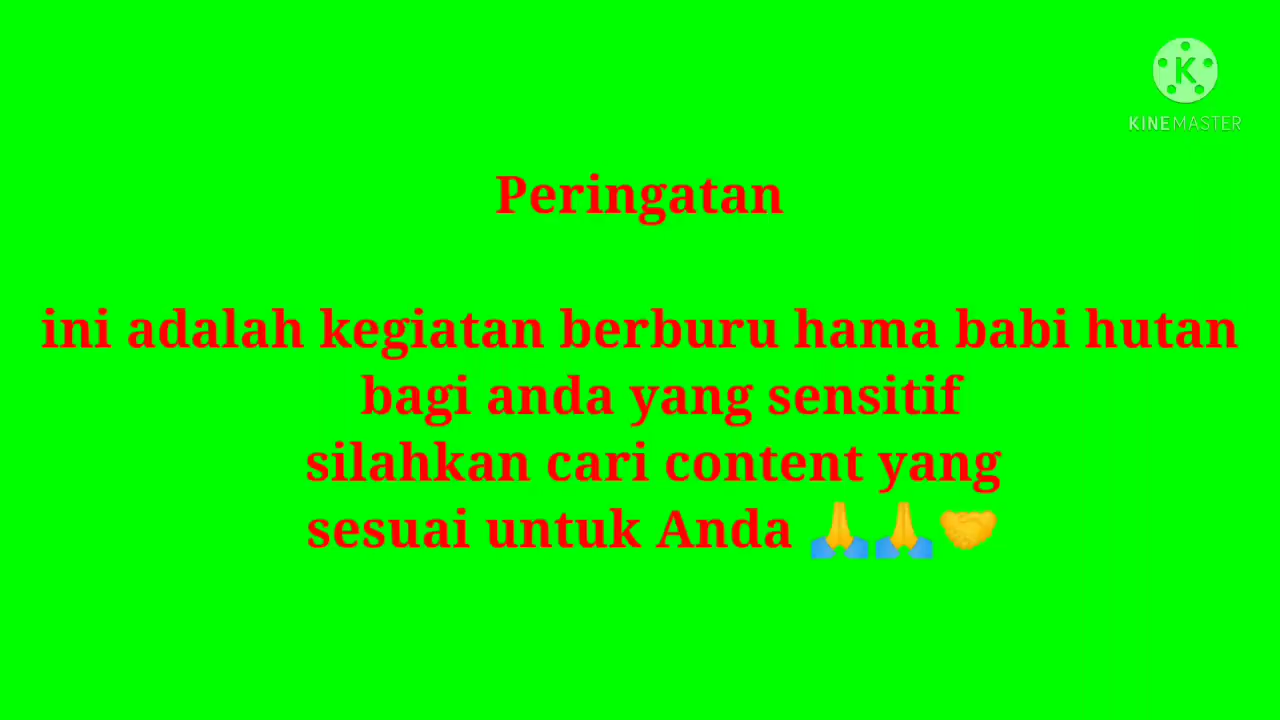 KINEMASTER
Peringatan
ini adalah kegiatan berburu hama babi hutan
bagi anda yang sensitif
silahkan cari content yang
sesuai untuk Anda 🙏🙏🤝